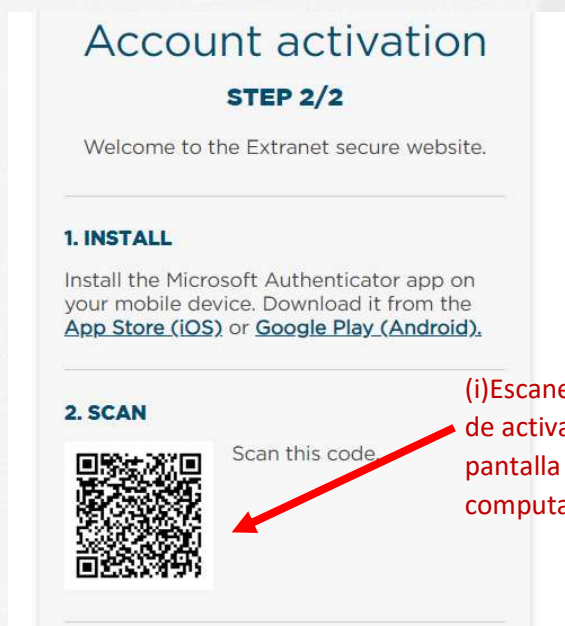 Account activation
STEP 2/2
Welcome to the Extranet secure website.
1. INSTALL
Install the Microsoft Authenticator app on
your mobile device. Download it from the
App Store (iOS) or Google Play (Android).
2. SCAN
Scan this code.
(i)Escane
de activa
pantalla
computa